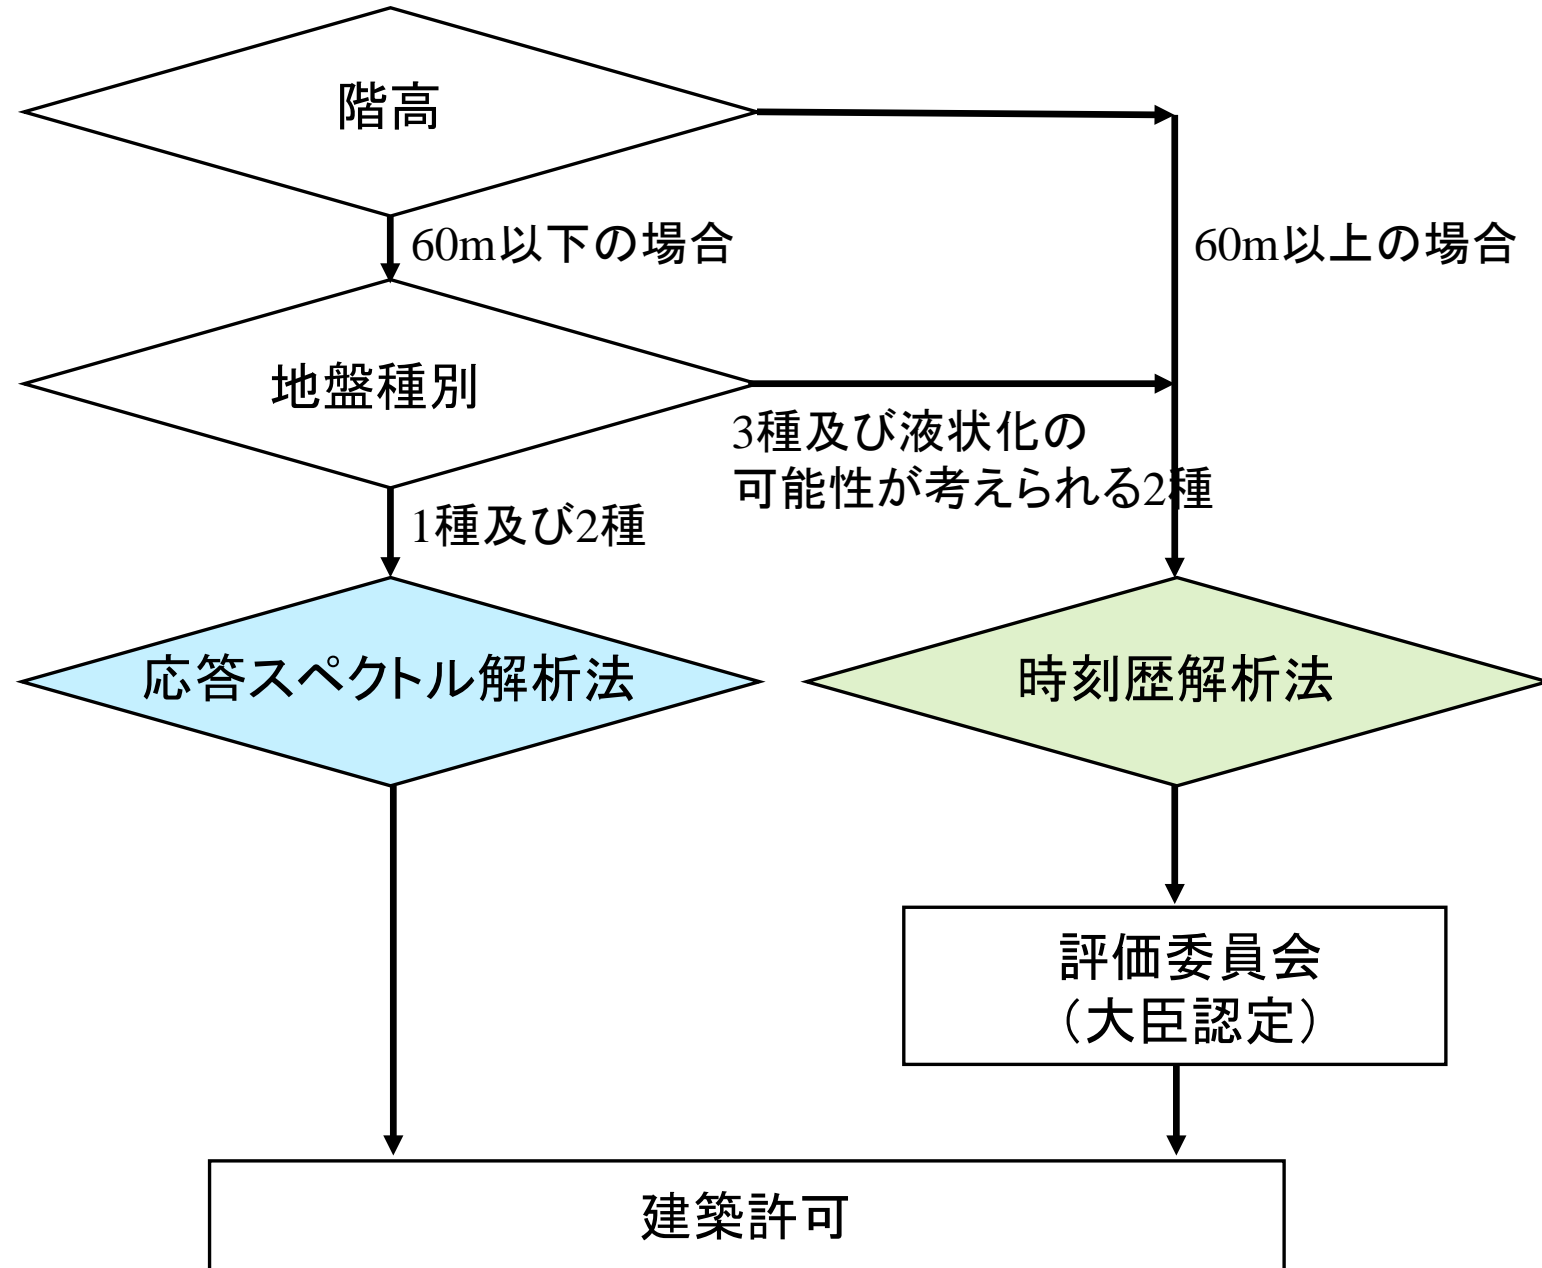 階高
60m以下の場合
60m以上の場合
地盤種別
3種及び液状化の
可能性が考えられる2種
1種及び2種
応答スペクトル解析法
時刻歴解析法
評価委員会
（大臣認定）
建築許可